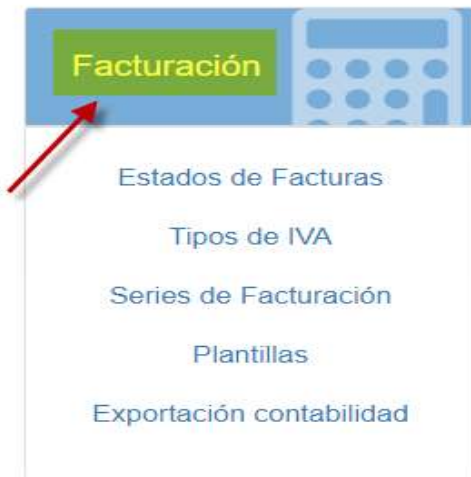 Facturación
Estados de Facturas
Tipos de IVA
Series de Facturación
Plantillas
Exportación contabilidad